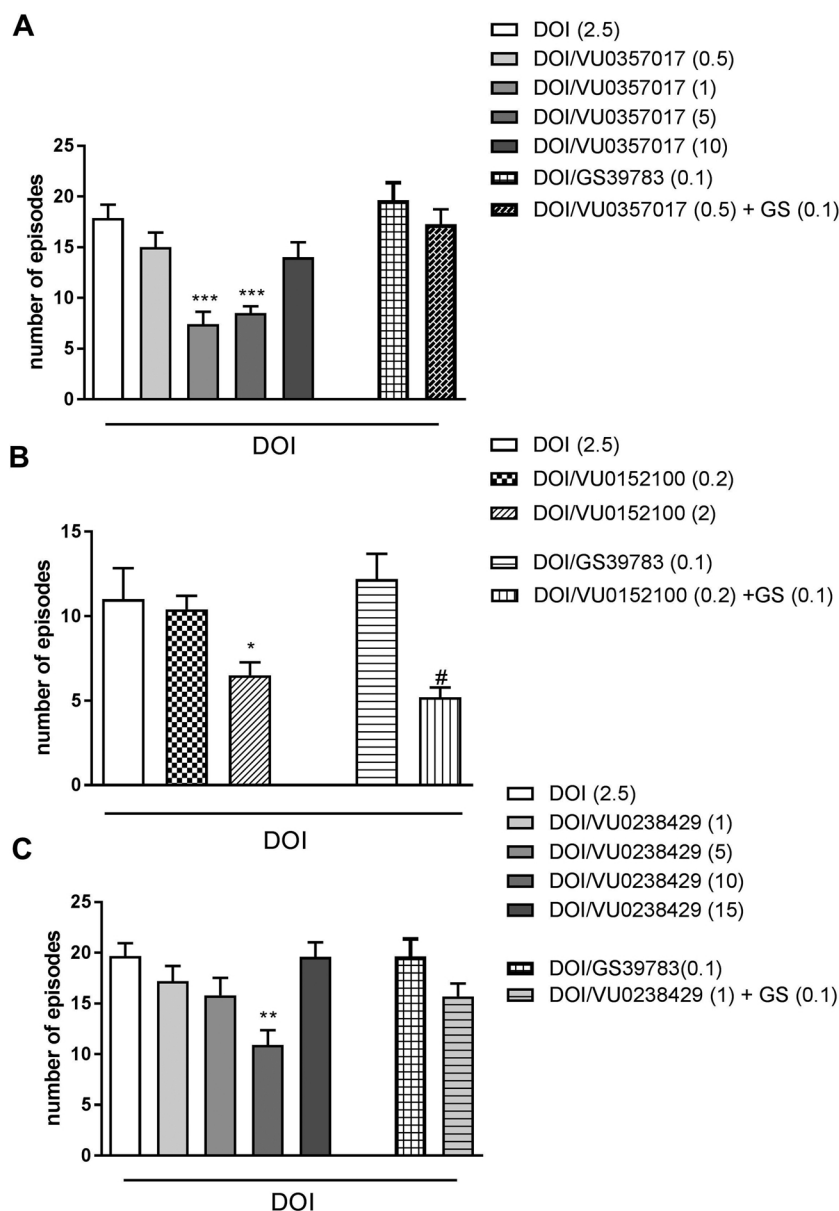 A
DOI (2.5)
DOI/VU0357017 (0.5)
DOI/VU0357017 (1)
DOI/VU0357017 (5)
DOI/VU0357017 (10)
DOI/GS39783 (0.1)
DOI/VU0357017 (0.5) + GS (0.1)
number of episodes
25
20
15
10
5
0
***
***
DOI
B
DOI (2.5)
DOI/VU0152100 (0.2)
DOI/VU0152100 (2)
DOI/GS39783 (0.1)
DOI/VU0152100 (0.2) +GS (0.1)
number of episodes
15
10
5
0
*
#
DOI
C
DOI (2.5)
DOI/VU0238429 (1)
DOI/VU0238429 (5)
DOI/VU0238429 (10)
DOI/VU0238429 (15)
DOI/GS39783(0.1)
DOI/VU0238429 (1) + GS (0.1)
number of episodes
25
20
15
10
5
0
**
DOI